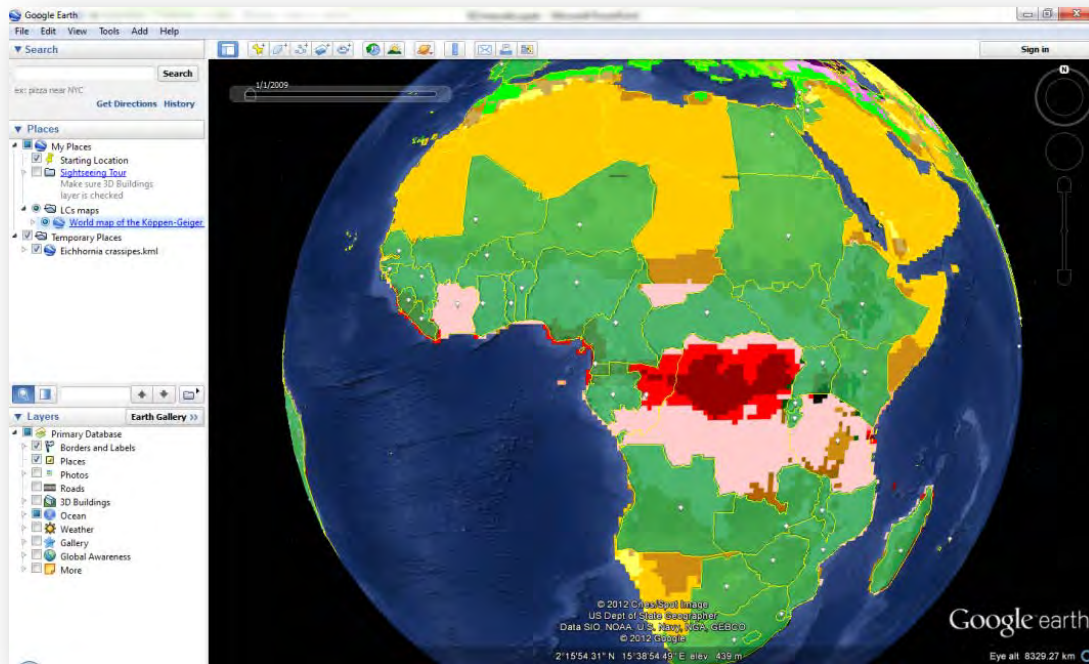 Google Earth
File Edit View Tools Add Help
Search
Search
ex: pizza near NYC
Get Directions History
Places
My Places
Starting Location
Sightseeing Tour
Make sure 3D Buildings
layer is checked
LCs maps
World map of the Köppen-Geiger
Temporary Places
Eichhornia crassipes.kml
Layers
Earth Gallery >>
Primary Database
Borders and Labels
Places
Photos
Roads
3D Buildings
Ocean
Weather
Gallery
Global Awareness
More
Sign in
1/1/2009
N
© 2012 Cnes/Spot Image
US Dept of State Geographer
Data SIO, NOAA, U.S. Navy, NGA, GEBCO
© 2012 Google
2°15'54.31" N 15°38'54.49" E elev 439 m
Google earth
Eye alt 8329.27 km